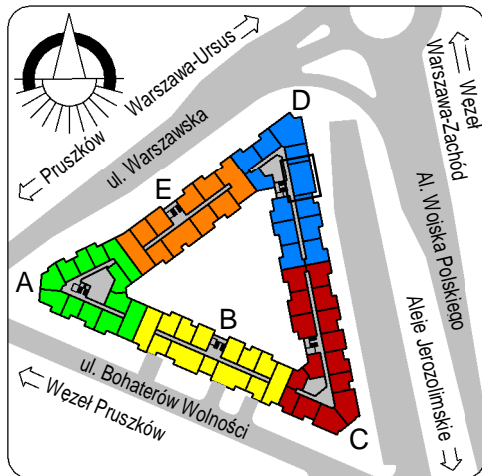 Warszawa-Ursus
Pruszków
ul. Warszawska
Węzeł
Warszawa-Zachód
Al. Wojska Polskiego
Aleje Jerozolimskie
D
E
A
B
C
ul. Bohaterów Wolności
Węzeł Pruszków